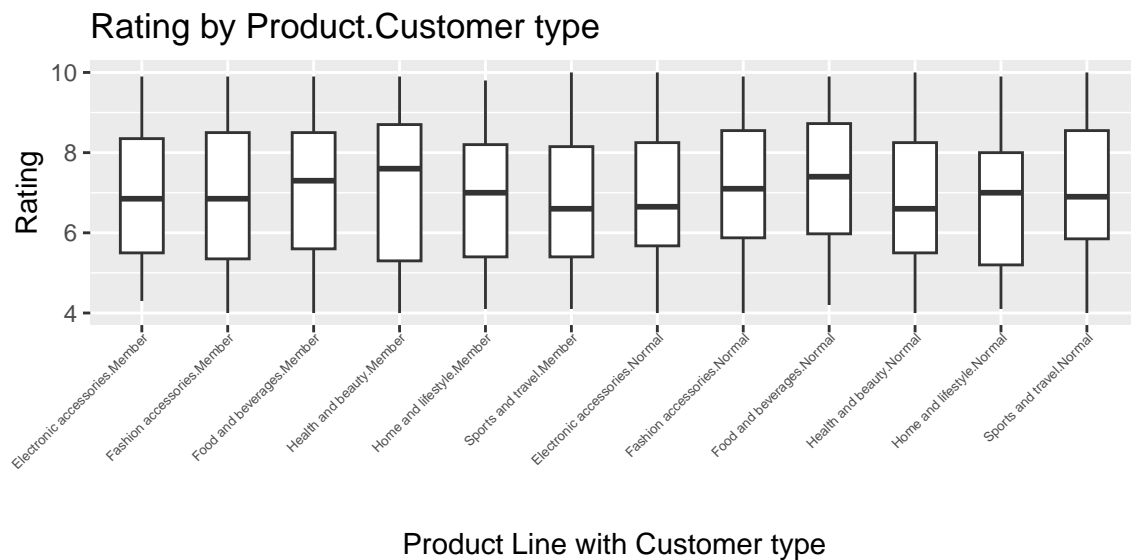 Rating by Product.Customer type
Rating
10
8
6
4
Electronic accessories.Member
Fashion accessories.Member
Food and beverages.Member
Health and beauty.Member
Home and lifestyle.Member
Sports and travel.Member
Electronic accessories.Normal
Fashion accessories.Normal
Food and beverages.Normal
Health and beauty.Normal
Home and lifestyle.Normal
Sports and travel.Normal
Product Line with Customer type